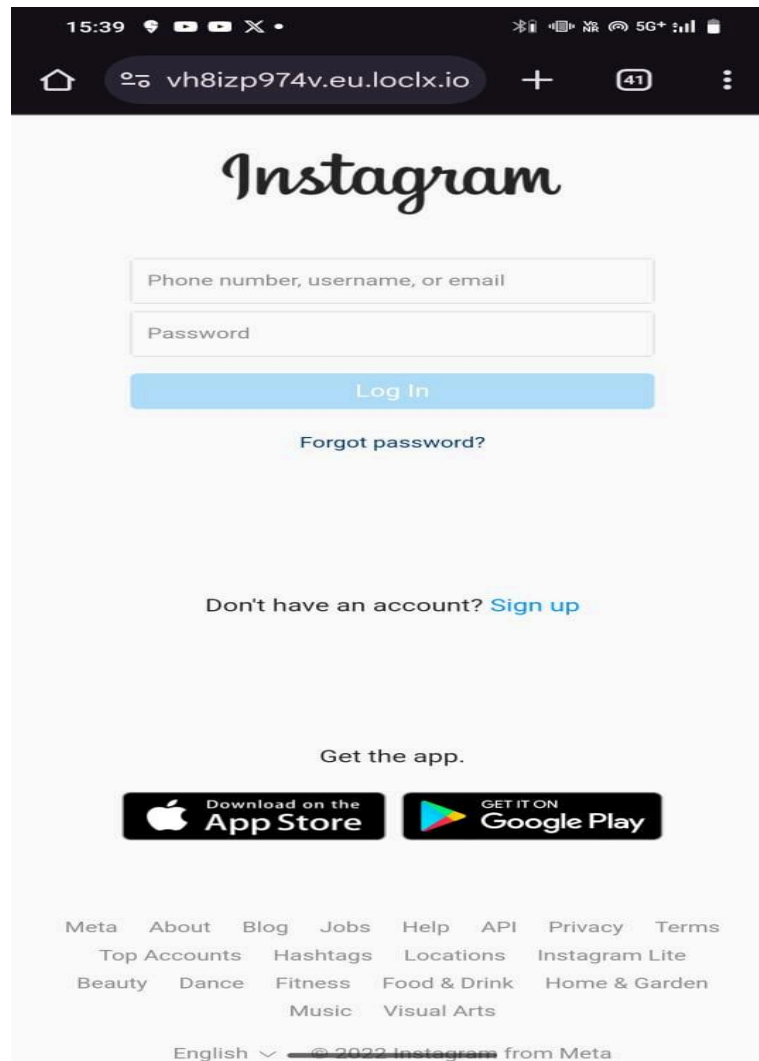 15:39 5G+
vh8izp974v.eu.loclx.io 41
Instagram
Phone number, username, or email
Password
Log In
Forgot password?
Don't have an account? Sign up
Get the app.
Download on the App Store
GET IT ON Google Play
Meta About Blog Jobs Help API Privacy Terms
Top Accounts Hashtags Locations Instagram Lite
Beauty Dance Fitness Food & Drink Home & Garden
Music Visual Arts
English © 2022 Instagram from Meta